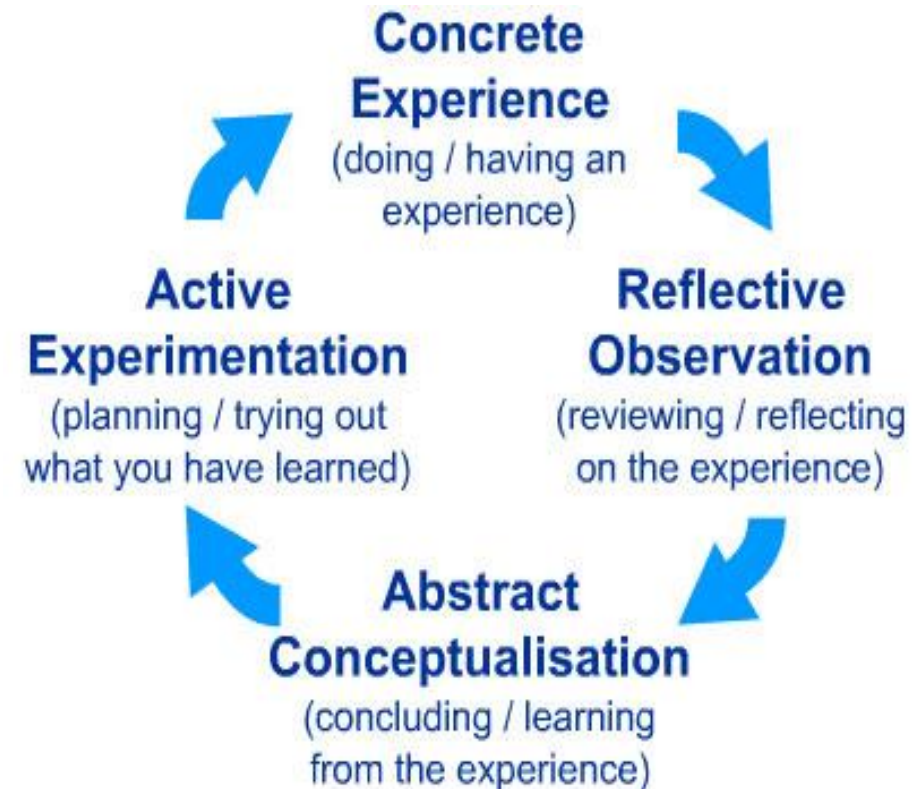 Concrete
Experience
(doing / having an
experience)
Reflective
Observation
(reviewing / reflecting
on the experience)
Abstract
Conceptualisation
(concluding / learning
from the experience)
Active
Experimentation
(planning / trying out
what you have learned)